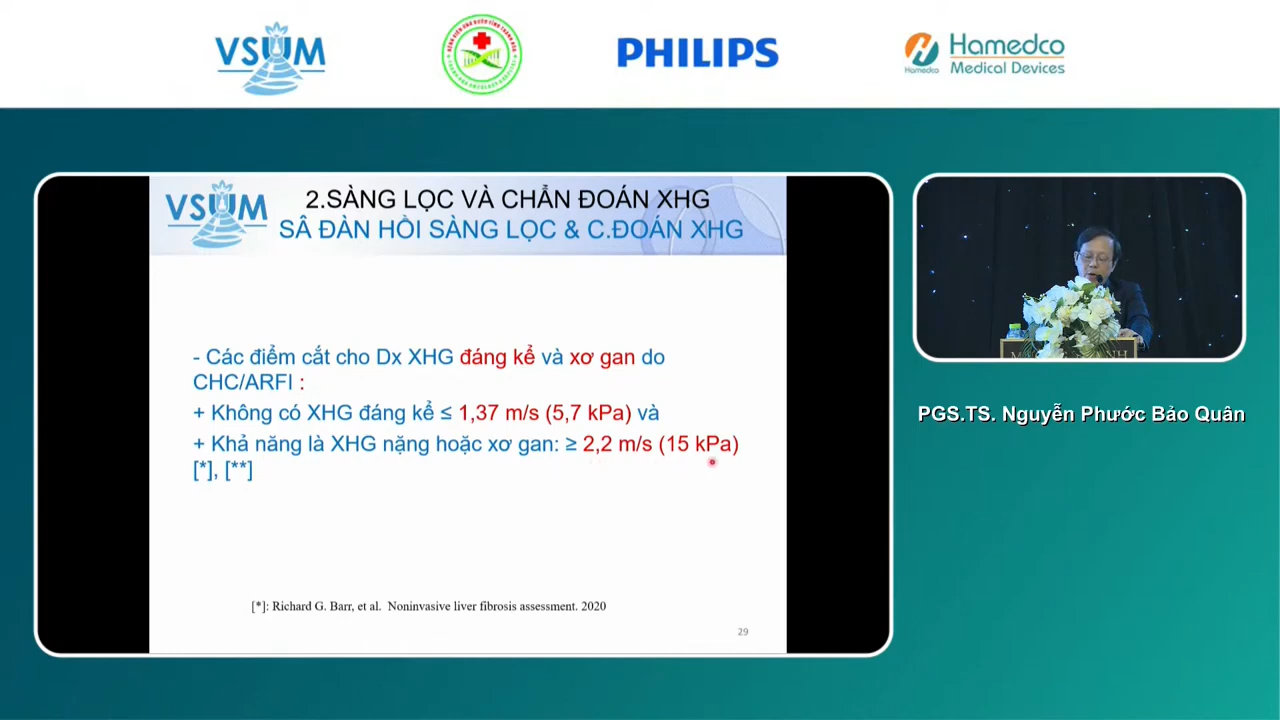 VSUM
PHILIPS
Hamedco
Hamedco
Medical Devices
VSUM
2.SÀNG LỌC VÀ CHẨN ĐOÁN XHG
SÂ ĐÀN HỒI SÀNG LỌC & C.ĐOÁN XHG
- Các điểm cắt cho Dx XHG đáng kể và xơ gan do
CHC/ARFI :
+ Không có XHG đáng kể ≤ 1,37 m/s (5,7 kPa) và
+ Khả năng là XHG nặng hoặc xơ gan: ≥ 2,2 m/s (15 kPa)
[*], [**]
[*]: Richard G. Barr, et al. Noninvasive liver fibrosis assessment. 2020
29
PGS.TS. Nguyễn Phước Bảo Quân